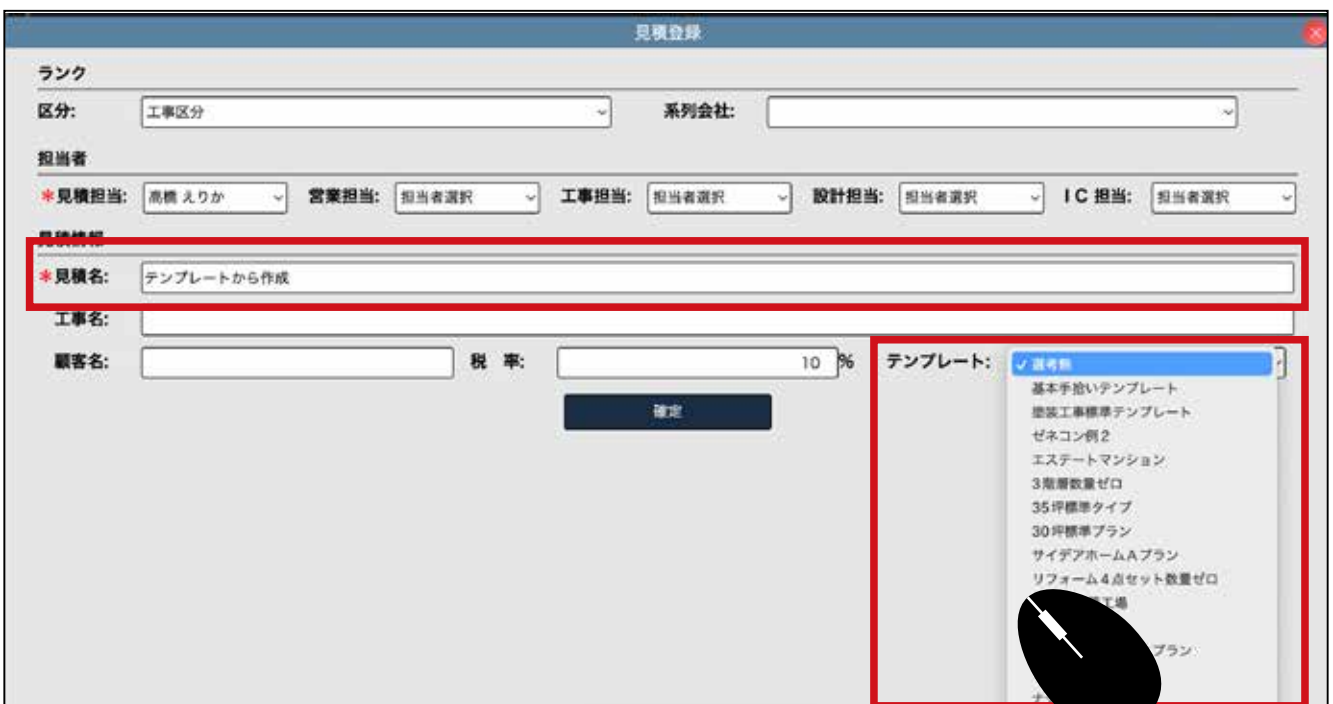 見積登録
ランク
区分: 工事区分 系列会社:
担当者
*見積担当: 高橋 えりか 営業担当: 担当者選択 工事担当: 担当者選択 設計担当: 担当者選択 IC 担当: 担当者選択
見積情報
*見積名: テンプレートから作成
工事名:
顧客名: 税 率: 10 % テンプレート:
基本手拾いテンプレート
塗装工事標準テンプレート
確定
ゼネコン例2
エステートマンション
3階層数量ゼロ
35坪標準タイプ
30坪標準プラン
サイデアホームAプラン
リフォーム4点セット数量ゼロ
工場
プラン